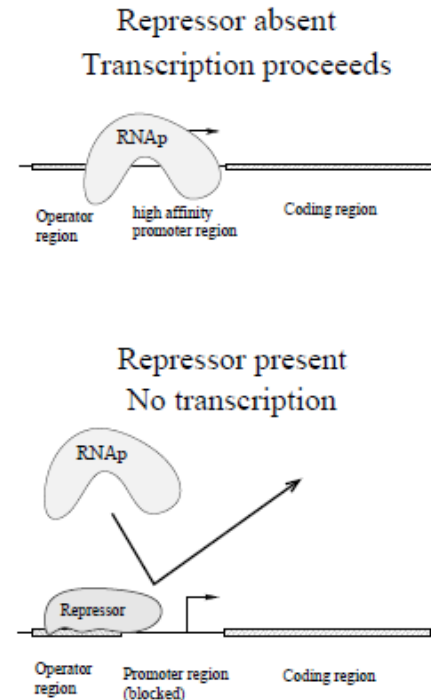 Repressor absent
Transcription proceeeds
RNAp
Operator
region
high affinity
promoter region
Coding region
Repressor present
No transcription
RNAp
Repressor
Operator
region
Promoter region
(blocked)
Coding region